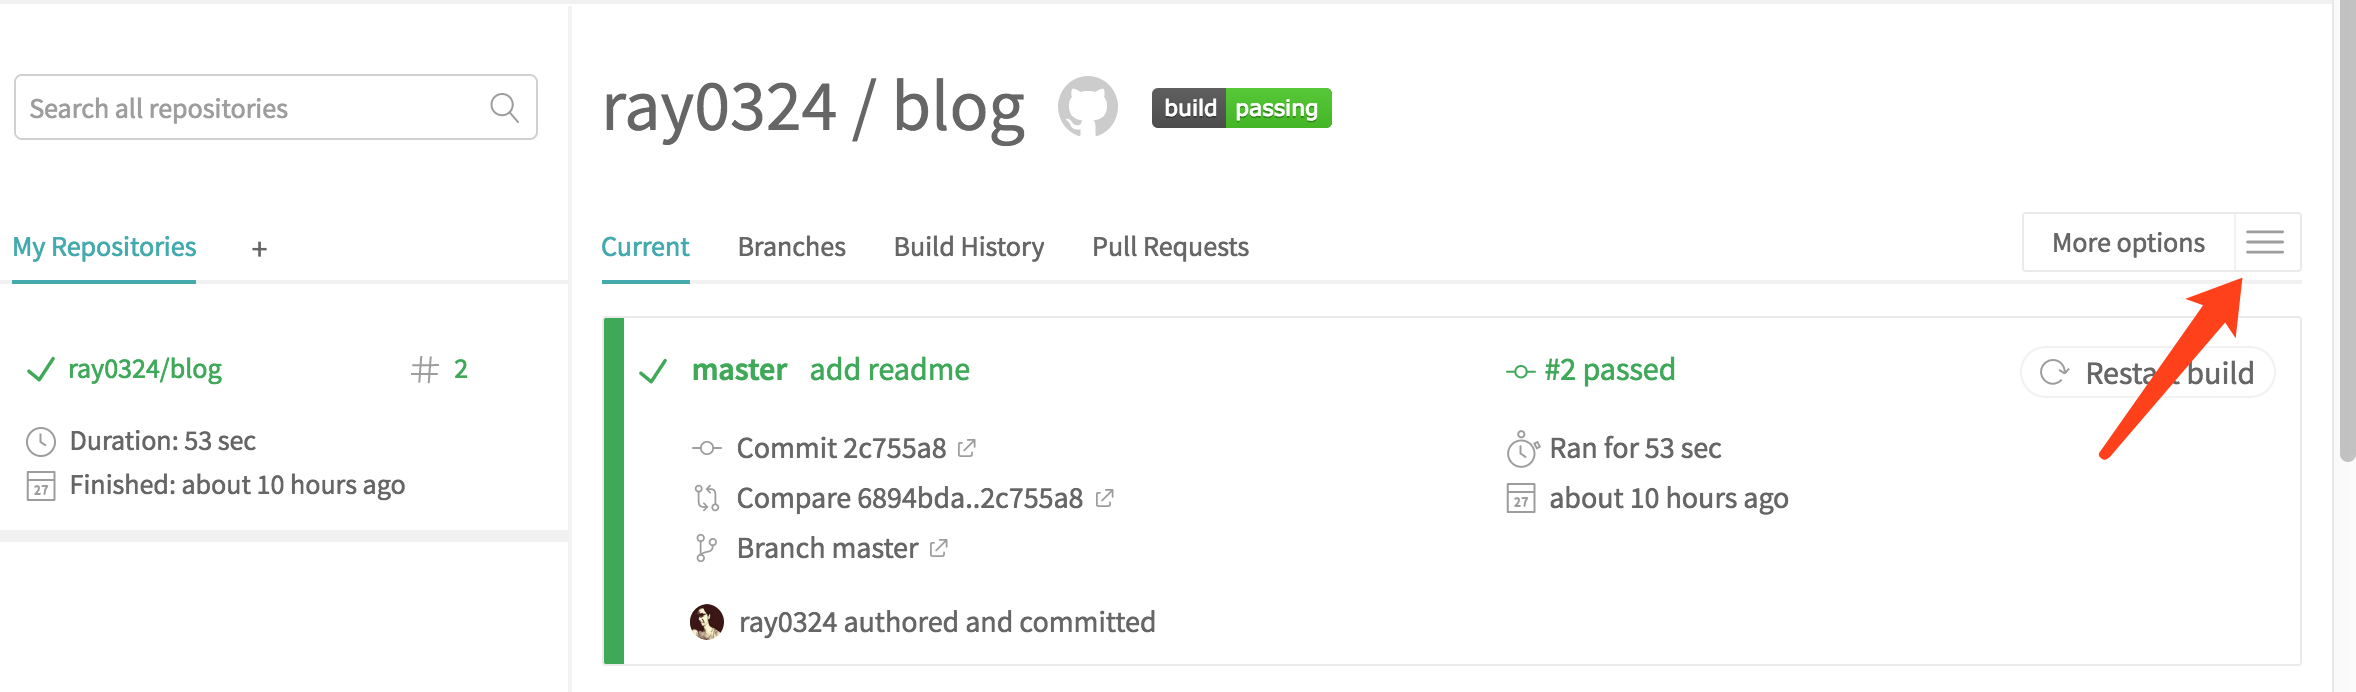 Search all repositories
My Repositories +
ray0324/blog # 2
Duration: 53 sec
27 Finished: about 10 hours ago
ray0324 / blog build passing
Current Branches Build History Pull Requests More options
master add readme #2 passed Restart build
Commit 2c755a8 Ran for 53 sec
Compare 6894bda..2c755a8 27 about 10 hours ago
Branch master
ray0324 authored and committed